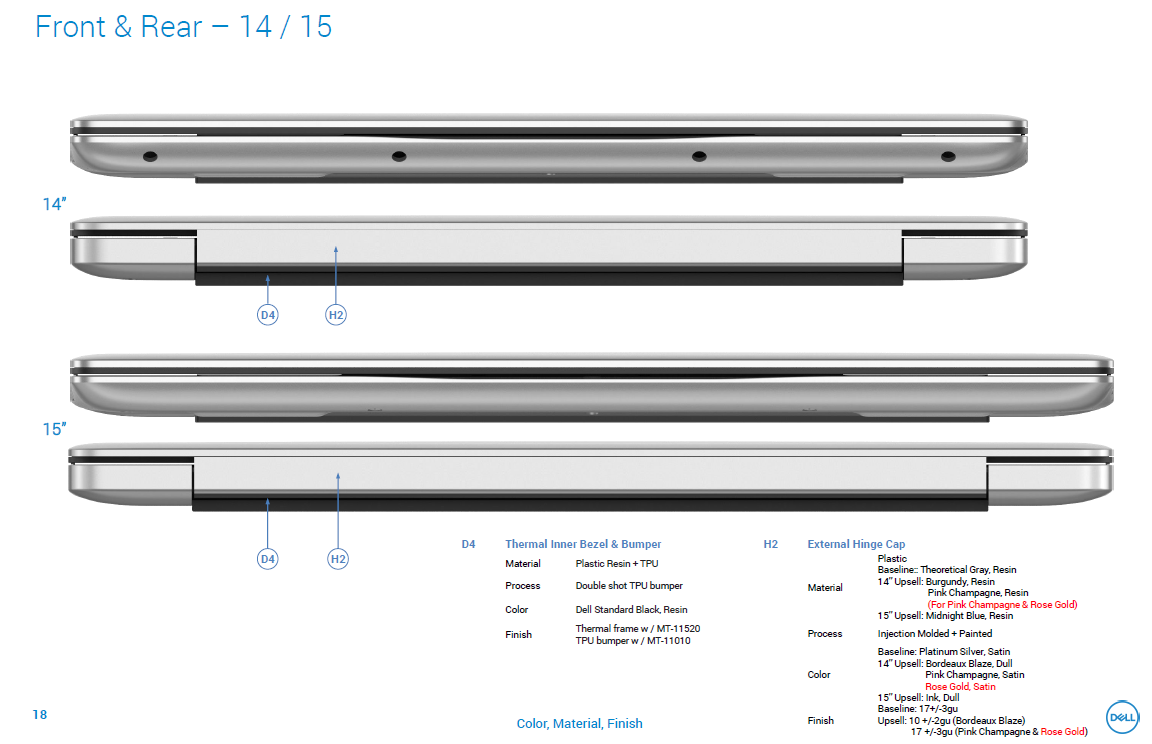 Front & Rear – 14 / 15
14”
D4
H2
15”
D4
H2
D4
Thermal Inner Bezel & Bumper
Material
Plastic Resin + TPU
Process
Double shot TPU bumper
Color
Dell Standard Black, Resin
Finish
Thermal frame w / MT-11520
TPU bumper w / MT-11010
H2
External Hinge Cap
Material
Plastic
Baseline:: Theoretical Gray, Resin
14” Upsell: Burgundy, Resin
Pink Champagne, Resin
(For Pink Champagne & Rose Gold)
15” Upsell: Midnight Blue, Resin
Process
Injection Molded + Painted
Color
Baseline: Platinum Silver, Satin
14” Upsell: Bordeaux Blaze, Dull
Pink Champagne, Satin
Rose Gold, Satin
15” Upsell: Ink, Dull
Finish
Baseline: 17+/-3gu
Upsell: 10 +/-2gu (Bordeaux Blaze)
17 +/-3gu (Pink Champagne & Rose Gold)
18
Color, Material, Finish
DELL